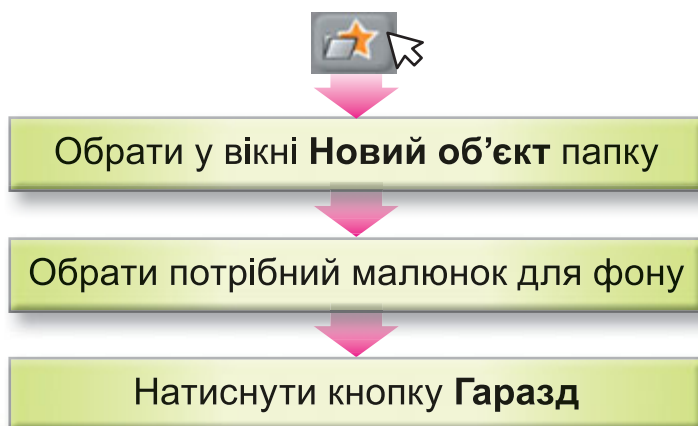 Обрати у вікні Новий об’єкт папку
Обрати потрібний малюнок для фону
Натиснути кнопку Гаразд